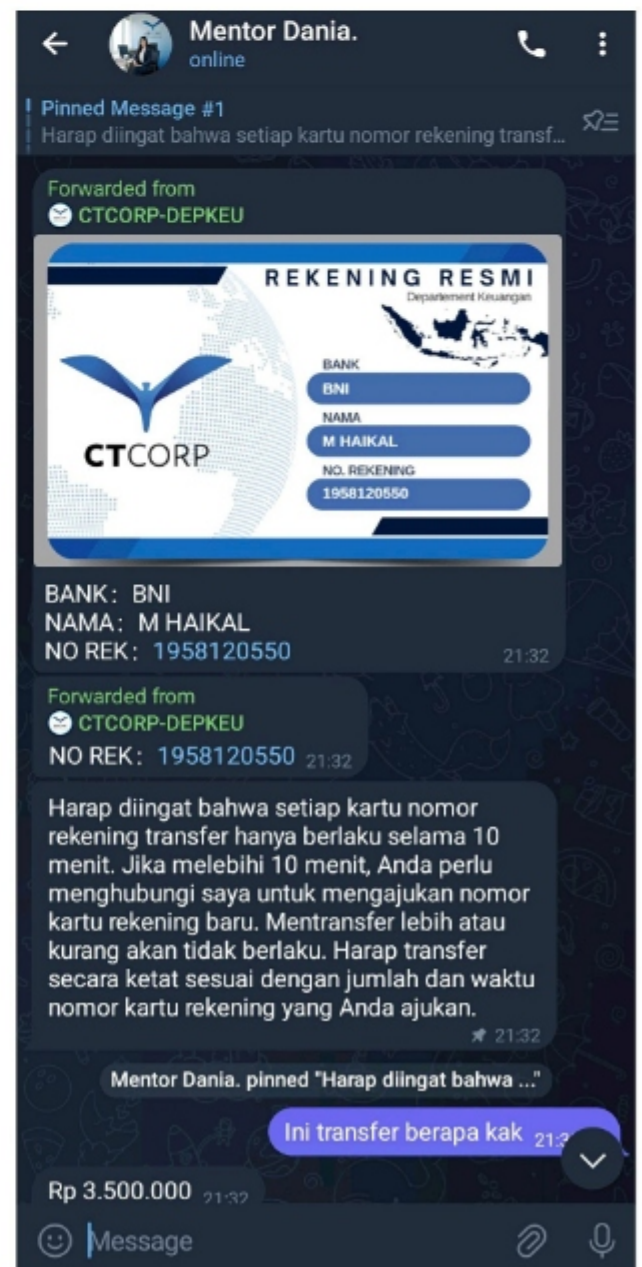 Mentor Dania.
online
Pinned Message #1
Harap diingat bahwa setiap kartu nomor rekening transf...
Forwarded from
CTCORP-DEPKEU
REKENING RESMI
Departement Keuangan
BANK
BNI
NAMA
M HAIKAL
NO. REKENING
1958120550
CTCORP
BANK: BNI
NAMA: M HAIKAL
NO REK: 1958120550
21:32
Forwarded from
CTCORP-DEPKEU
NO REK: 1958120550 21:32
Harap diingat bahwa setiap kartu nomor
rekening transfer hanya berlaku selama 10
menit. Jika melebihi 10 menit, Anda perlu
menghubungi saya untuk mengajukan nomor
kartu rekening baru. Mentransfer lebih atau
kurang akan tidak berlaku. Harap transfer
secara ketat sesuai dengan jumlah dan waktu
nomor kartu rekening yang Anda ajukan.
21:32
Mentor Dania. pinned "Harap diingat bahwa ..."
Ini transfer berapa kak
Rp 3.500.000 21:32
Message